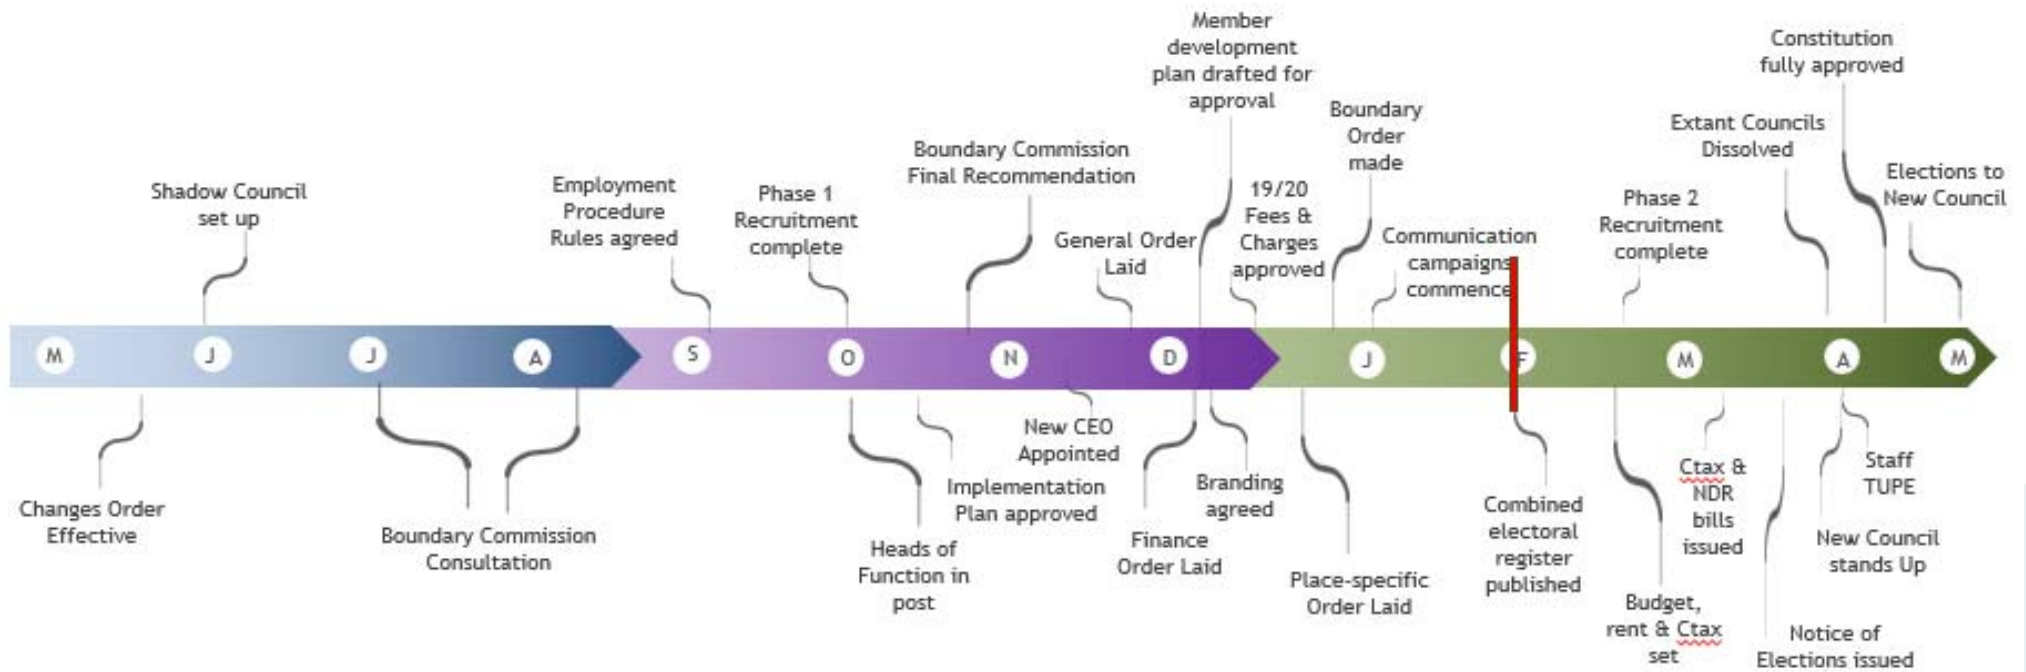 Member
development
plan drafted for
approval
Constitution
fully approved
Boundary
Order
made
Extant Councils
Dissolved
Boundary Commission
Final Recommendation
Elections to
New Council
Shadow Council
set up
Employment
Procedure
Rules agreed
Phase 1
Recruitment
complete
19/20
Fees &
Charges
approved
Phase 2
Recruitment
complete
General Order
Laid
Communication
campaigns
commence
M
J
J
A
S
O
N
D
J
F
M
A
M
Changes Order
Effective
Boundary Commission
Consultation
Heads of
Function in
post
Implementation
Plan approved
New CEO
Appointed
Finance
Order Laid
Branding
agreed
Place-specific
Order Laid
Combined
electoral
register
published
Budget,
rent & Ctax
set
Ctax &
NDR
bills
issued
Notice of
Elections issued
New Council
stands Up
Staff
TUPE